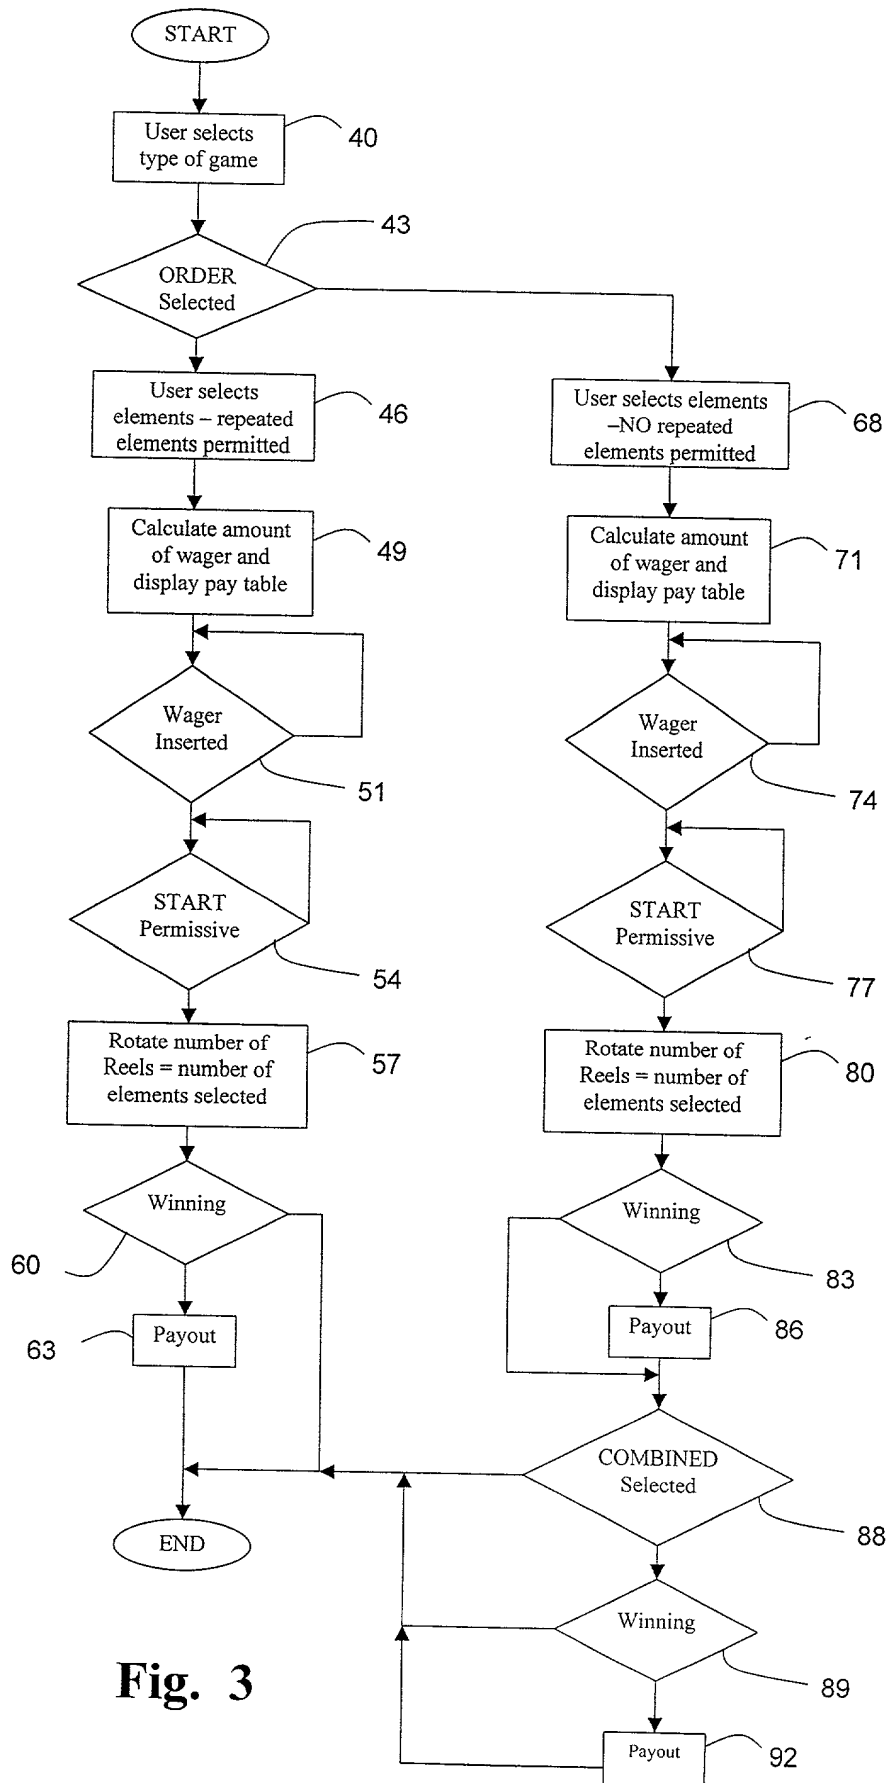 START
User selects
type of game
40
43
ORDER
Selected
User selects
elements – repeated
elements permitted
46
Calculate amount
of wager and
display pay table
49
Wager
Inserted
51
START
Permissive
54
Rotate number of
Reels = number of
elements selected
57
Winning
60
Payout
63
END
User selects elements
–NO repeated
elements permitted
68
Calculate amount
of wager and
display pay table
71
Wager
Inserted
74
START
Permissive
77
Rotate number of
Reels = number of
elements selected
80
Winning
83
Payout
86
COMBINED
Selected
88
Winning
89
Payout
92
Fig. 3